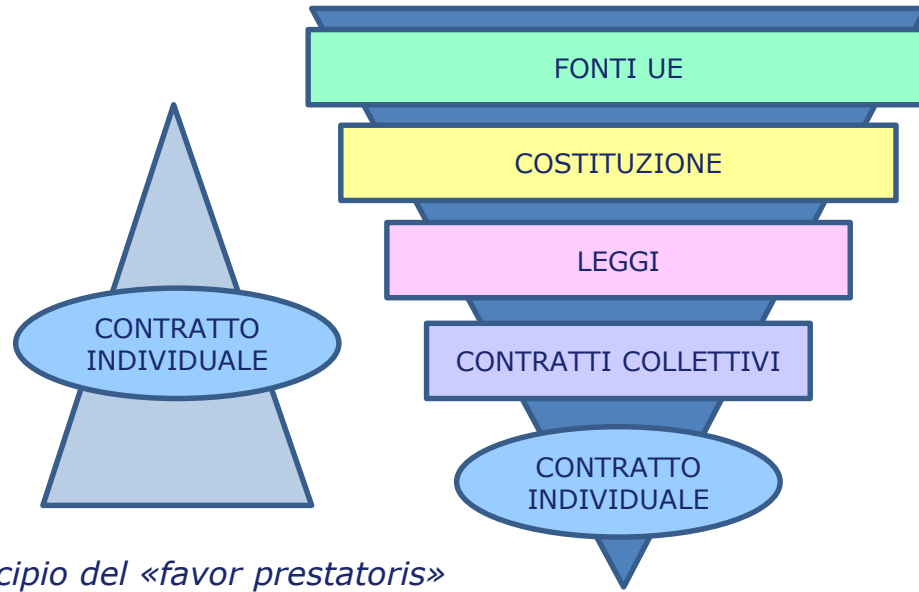 FONTI UE
COSTITUZIONE
LEGGI
CONTRATTO
INDIVIDUALE
CONTRATTI COLLETTIVI
CONTRATTO
INDIVIDUALE
cipio del «favor prestatoris»